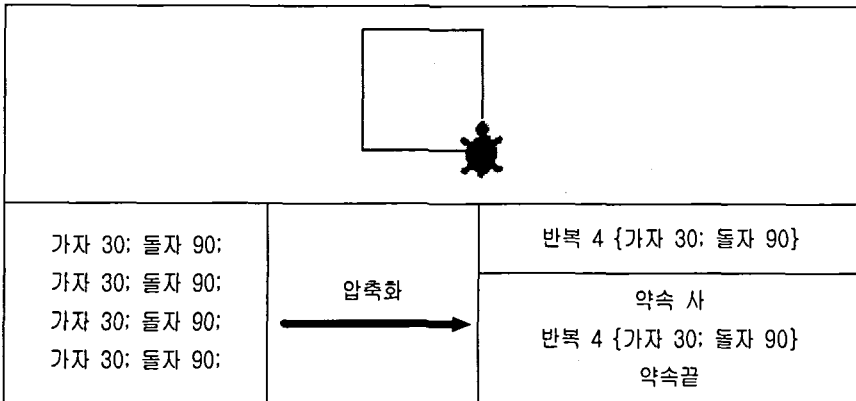 가자 30; 돌자 90;
가자 30; 돌자 90;
가자 30; 돌자 90;
가자 30; 돌자 90;
압축화
반복 4 {가자 30; 돌자 90}
약속 사
반복 4 {가자 30; 돌자 90}
약속끝